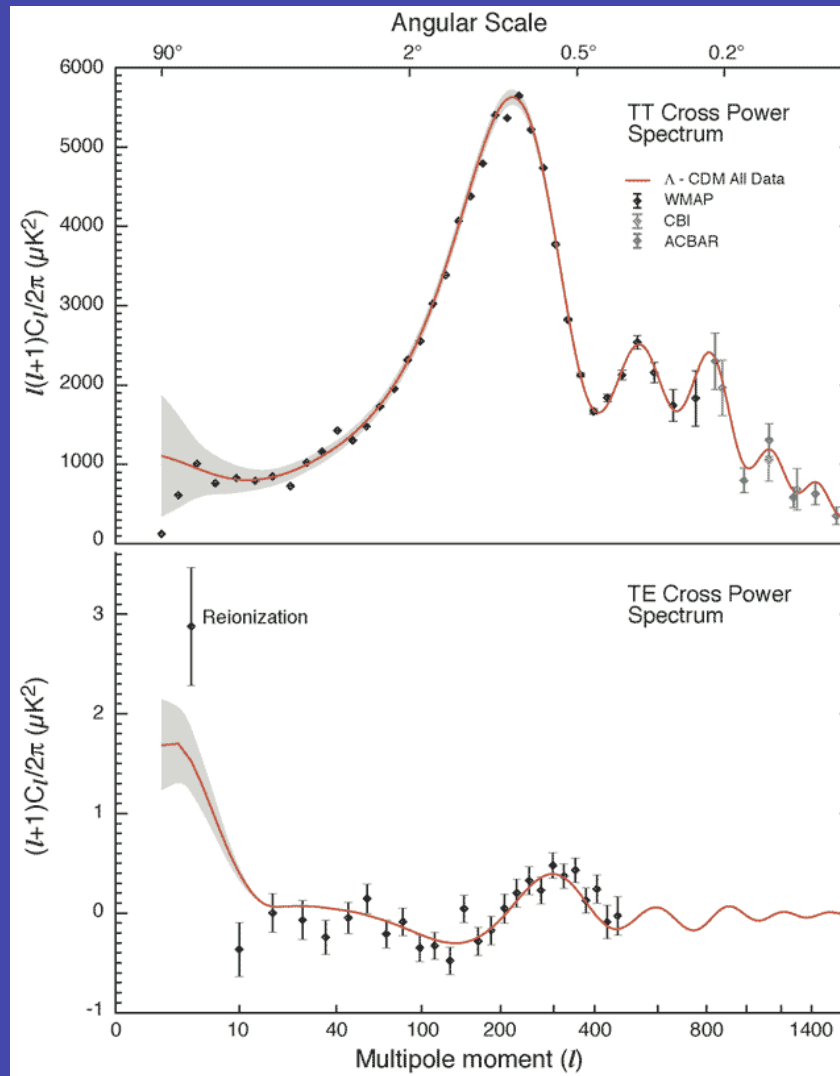 Angular Scale
90° 2° 0.5° 0.2°
6000
5000
4000
3000
2000
1000
0
l(l+1)Cl/2π (μK²)
TT Cross Power
Spectrum
Λ - CDM All Data
WMAP
CBI
ACBAR
3
2
1
0
-1
(l+1)Cl/2π (μK²)
Reionization
TE Cross Power
Spectrum
0 10 40 100 200 400 800 1400
Multipole moment (l)